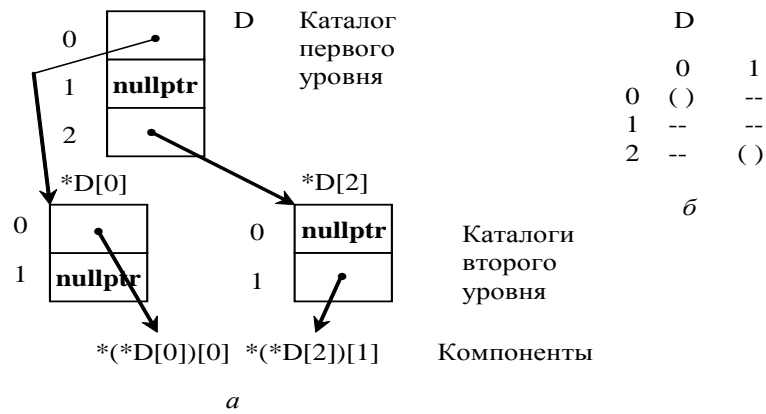 D Каталог
первого
уровня
0
1 nullptr
2
*D[0] *D[2]
0
1 nullptr
0 nullptr
1
Каталоги
второго
уровня
*(*D[0])[0] *(*D[2])[1] Компоненты
а
D
0 1
0 ( ) --
1 -- --
2 -- ( )
б